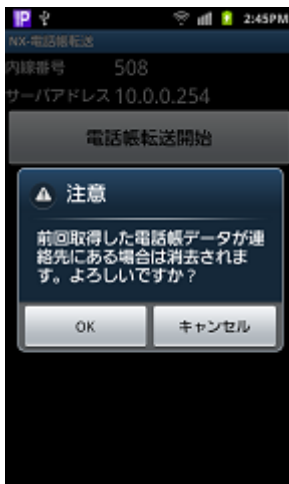 IP 2:45PM
NX-電話帳転送
内線番号 508
サーバアドレス 10.0.0.254
電話帳転送開始
注意
前回取得した電話帳データが連
絡先にある場合は消去されま
す。よろしいですか？
OK キャンセル